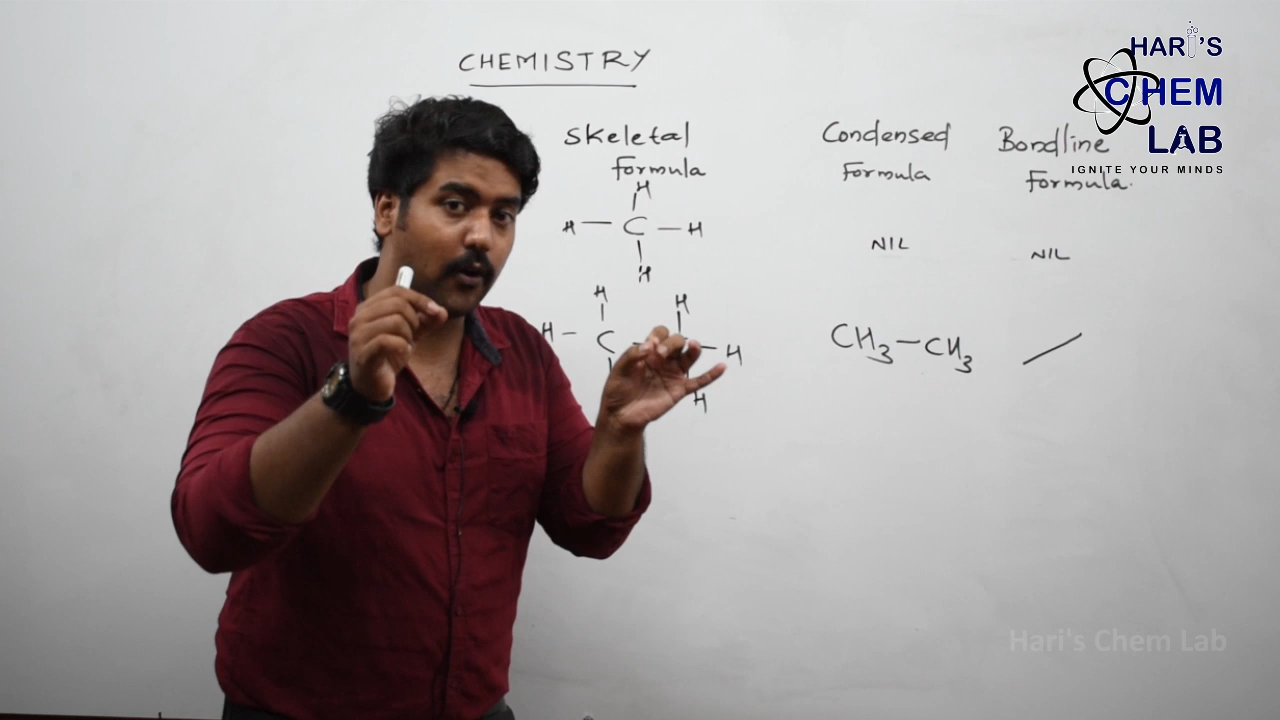 CHEMISTRY
HARI'S
CHEM
LAB
IGNITE YOUR MINDS
Skeletal
Formula
Condensed
Formula
Bondline
Formula.
H
H — C — H
H
NIL
NIL
H
H
H — C
H
H
CH3 — CH3
Hari's Chem Lab